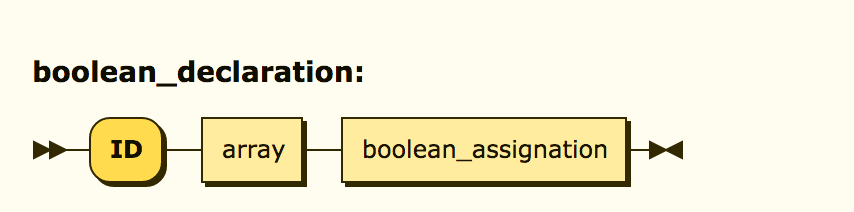 boolean_declaration:
ID array boolean_assignation